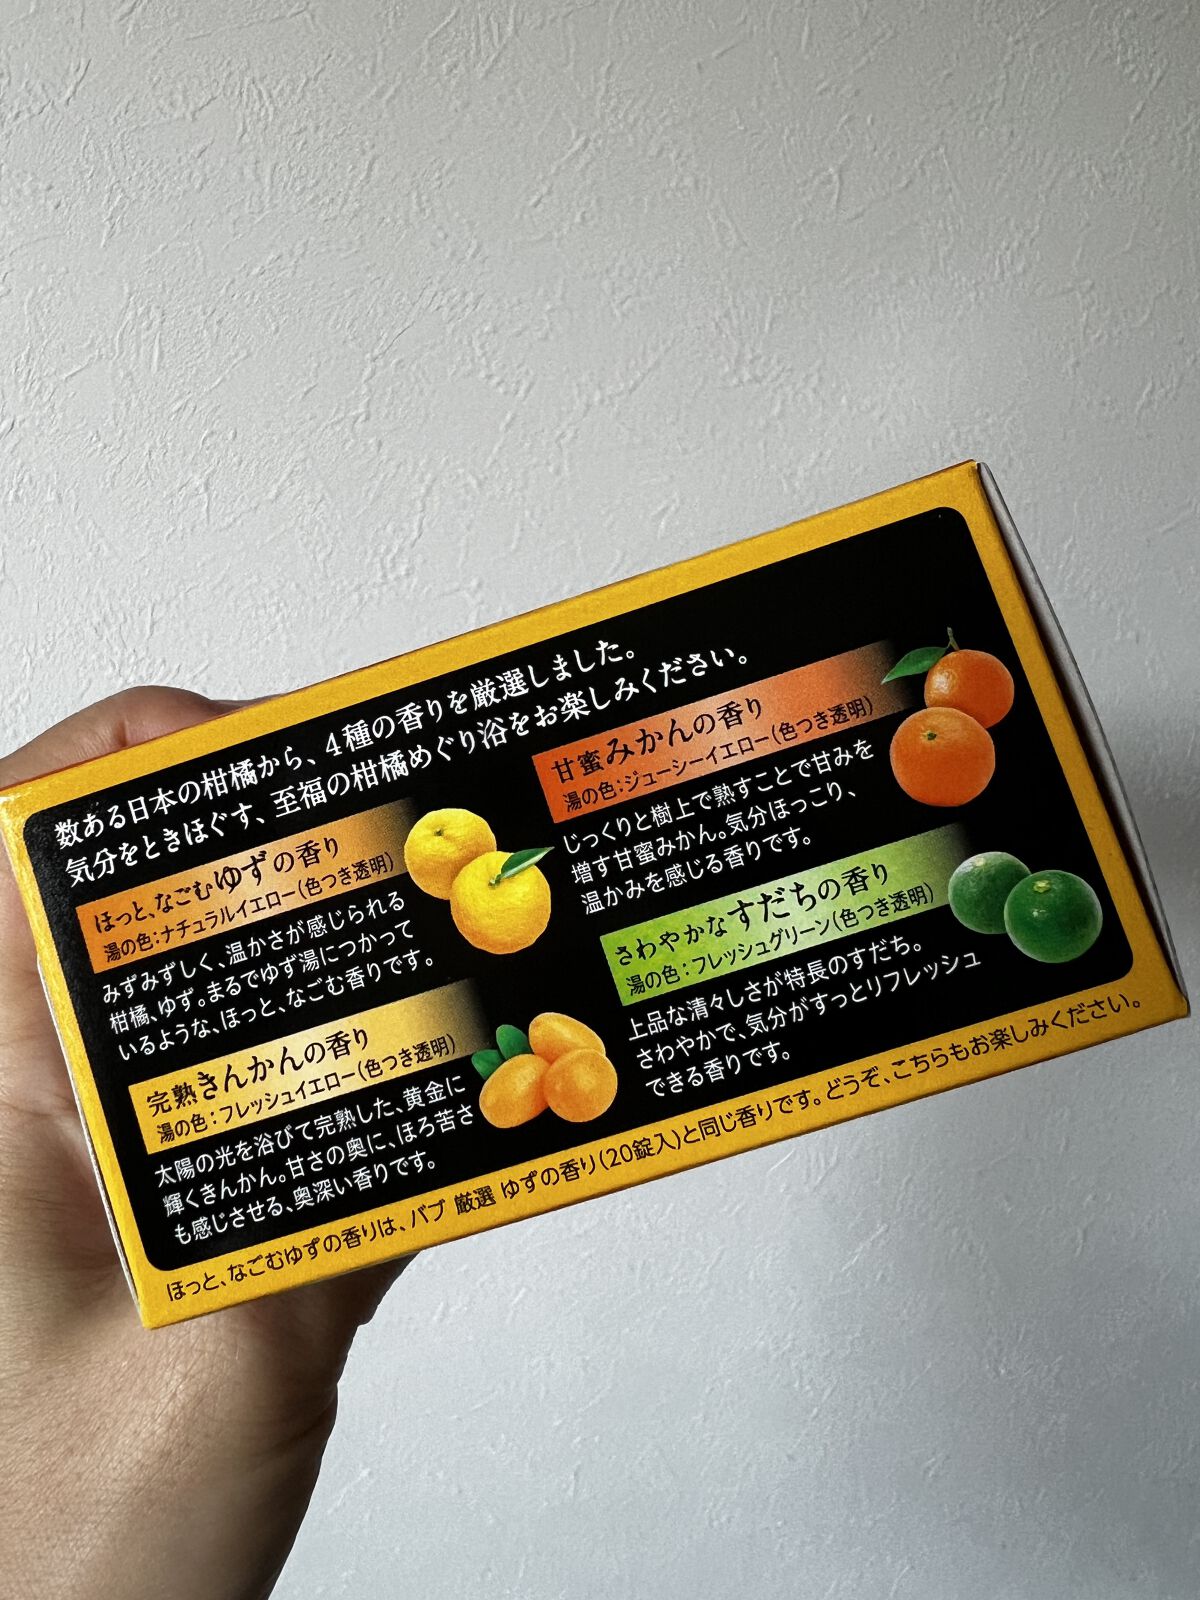 数ある日本の柑橘から、4種の香りを厳選しました。
気分をときほぐす、至福の柑橘めぐり浴をお楽しみください。
ほっと、なごむゆずの香り
湯の色：ナチュラルイエロー（色つき透明）
みずみずしく、温かさが感じられる
柑橘、ゆず。まるでゆず湯につかって
いるような、ほっと、なごむ香りです。
完熟きんかんの香り
湯の色：フレッシュイエロー（色つき透明）
太陽の光を浴びて完熟した、黄金に
輝くきんかん。甘さの奥に、ほろ苦さ
も感じさせる、奥深い香りです。
甘蜜みかんの香り
湯の色：ジューシーイエロー（色つき透明）
じっくりと樹上で熟すことで甘みを
増す甘蜜みかん。気分ほっこり、
温かみを感じる香りです。
さわやかなすだちの香り
湯の色：フレッシュグリーン（色つき透明）
上品な清々しさが特長のすだち。
さわやかで、気分がすっとリフレッシュ
できる香りです。
ほっと、なごむゆずの香りは、バブ 厳選 ゆずの香り（20錠入）と同じ香りです。どうぞ、こちらもお楽しみください。